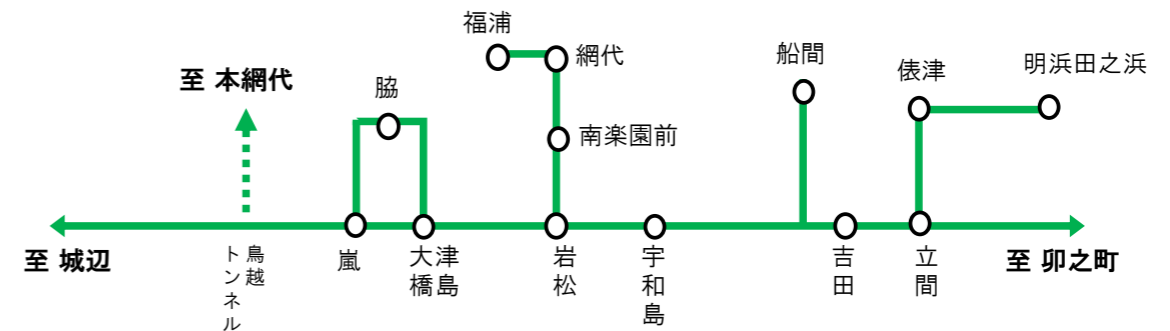 福浦
網代
船間
俵津
明浜田之浜
至 本網代
脇
南楽園前
至 城辺
鳥越
トンネル
嵐
津島
大橋
岩松
宇和島
吉田
立間
至 卯之町